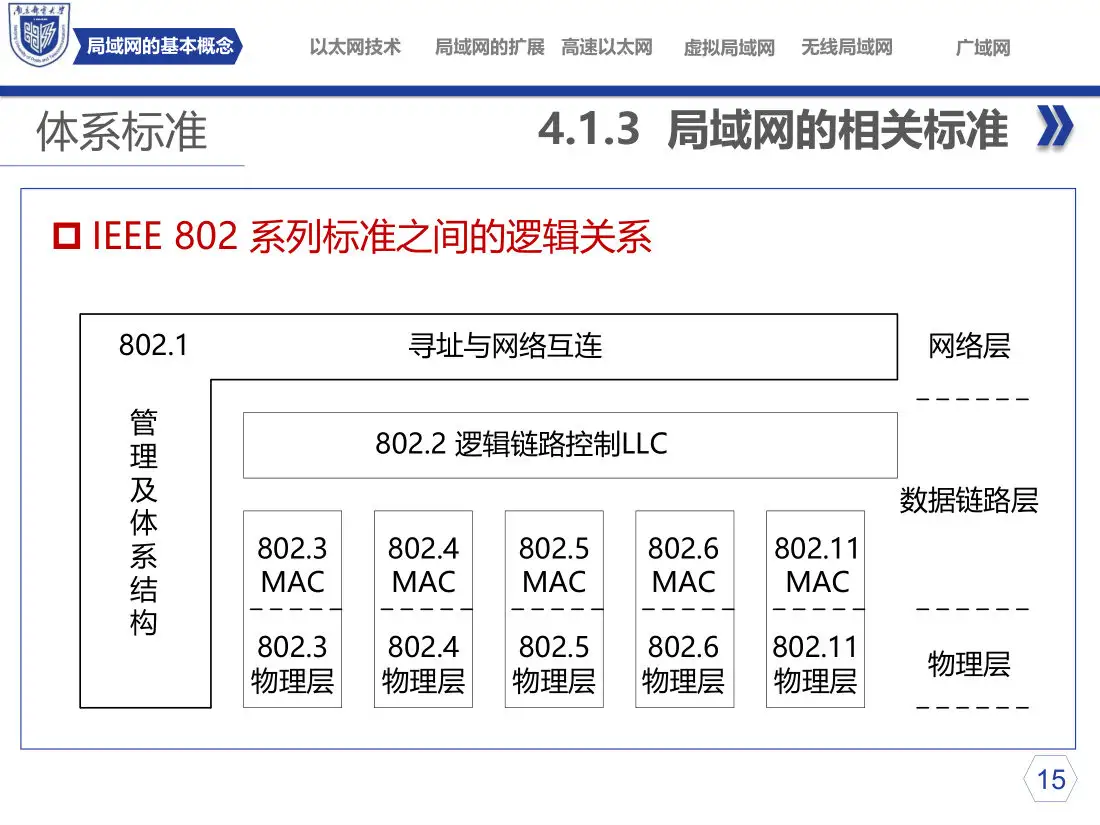 南京邮电大学
局域网的基本概念
以太网技术
局域网的扩展
高速以太网
虚拟局域网
无线局域网
广域网
体系标准
4.1.3 局域网的相关标准
IEEE 802 系列标准之间的逻辑关系
802.1
寻址与网络互连
网络层
管理及体系结构
802.2 逻辑链路控制LLC
数据链路层
802.3
MAC
802.4
MAC
802.5
MAC
802.6
MAC
802.11
MAC
802.3
物理层
802.4
物理层
802.5
物理层
802.6
物理层
802.11
物理层
物理层
15